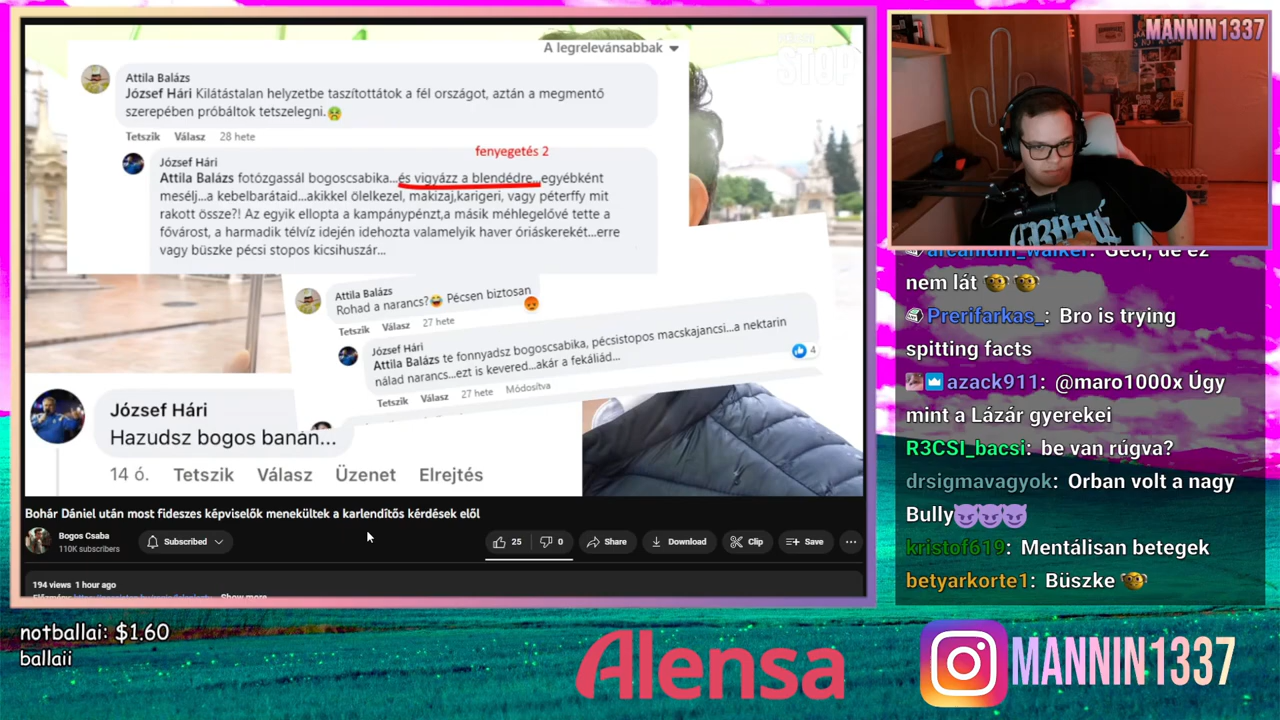 A legrelevánsabbak
STOP
Attila Balázs
József Hári Kilátástalan helyzetbe taszítottátok a fél országot, aztán a megmentő
szerepében próbáltok tetszelegni.🤢
Tetszik Válasz 28 hete
József Hári
fenyegetés 2
Attila Balázs fotózgassál bogoscsabika...és vigyázz a blendédre...egyébként
mesélj...a kebelbarátaid...akikkel ölelkezel, makizaj,karigeri, vagy péterffy mit
rakott össze?! Az egyik ellopta a kampánypénzt,a másik méhlegelővé tette a
fővárost, a harmadik télvíz idején idehozta valamelyik haver óriáskerekét...erre
vagy büszke pécsi stopos kicsihuszár...
Attila Balázs
Rohad a narancs?😂 Pécsen biztosan
😡
Tetszik Válasz 27 hete
József Hári
Attila Balázs te fonnyadsz bogoscsabika, pécsistopos macskajancsi...a nektarin
nálad narancs...ezt is kevered...akár a fekáliád...
4
Tetszik Válasz 27 hete Módosítva
József Hári
Hazudsz bogos banán...
14 ó. Tetszik Válasz Üzenet Elrejtés
Bohár Dániel után most fideszes képviselők menekültek a karlendítős kérdések elől
Bogos Csaba
110K subscribers
Subscribed
25
0
Share
Download
Clip
Save
194 views 1 hour ago
Show more
MANNIN1337
arcanium_walker: Geci, de ez
nem lát 🤓 🤓
Prerifarkas_: Bro is trying
spitting facts
azack911: @maro1000x Úgy
mint a Lázár gyerekei
R3CSI_bacsi: be van rúgva?
drsigmavagyok: Orban volt a nagy
Bully😈😈😈
kristof619: Mentálisan betegek
betyarkorte1: Büszke 🤓
notballai: $1.60
ballaii
Alensa
MANNIN1337